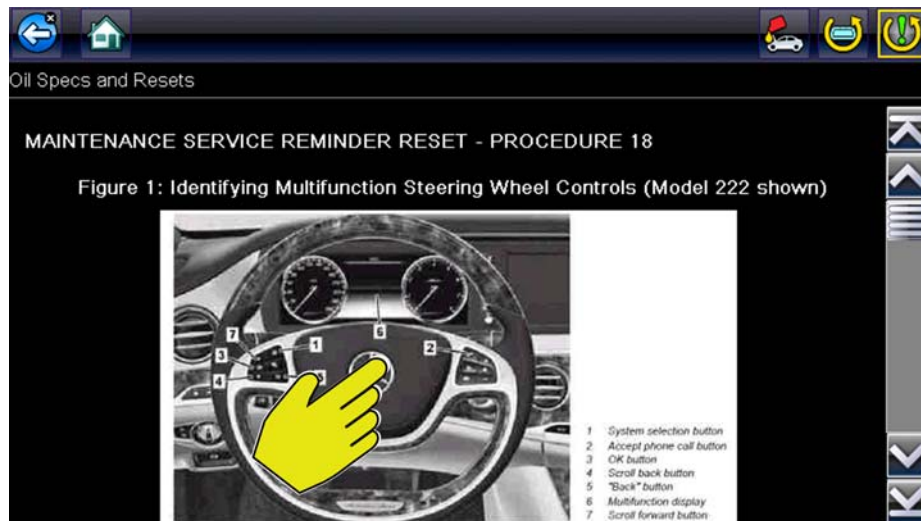 Oil Specs and Resets
MAINTENANCE SERVICE REMINDER RESET - PROCEDURE 18
Figure 1: Identifying Multifunction Steering Wheel Controls (Model 222 shown)
7
1
3
4
5
6
2
1 System selection button
2 Accept phone call button
3 OK button
4 Scroll back button
5 "Back" button
6 Multifunction display
7 Scroll forward button